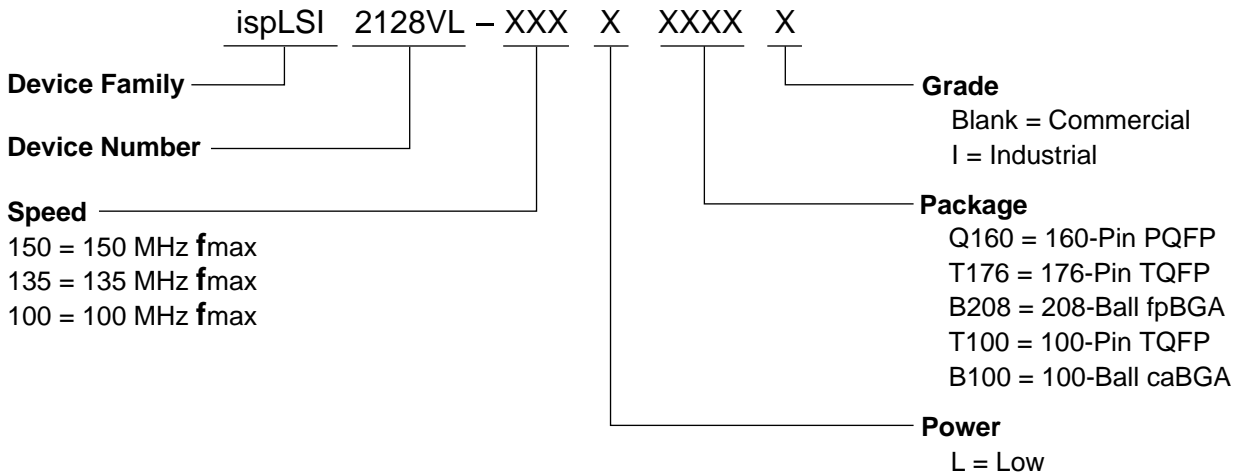 ispLSI 2128VL – XXX X XXXX X
Device Family
Device Number
Speed
150 = 150 MHz fmax
135 = 135 MHz fmax
100 = 100 MHz fmax
Grade
Blank = Commercial
I = Industrial
Package
Q160 = 160-Pin PQFP
T176 = 176-Pin TQFP
B208 = 208-Ball fpBGA
T100 = 100-Pin TQFP
B100 = 100-Ball caBGA
Power
L = Low